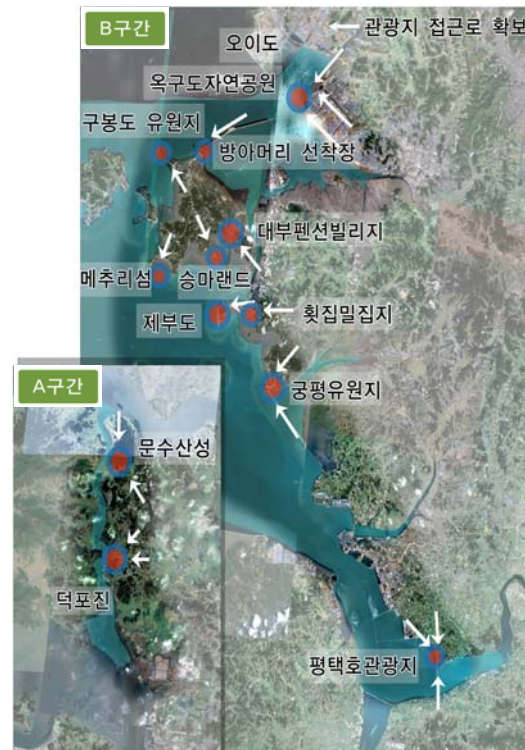 B구간
관광지 접근로 확보
오이도
옥구도자연공원
구봉도 유원지
방아머리 선착장
대부펜션빌리지
메추리섬
승마랜드
제부도
횟집밀집지
궁평유원지
A구간
문수산성
덕포진
평택호관광지